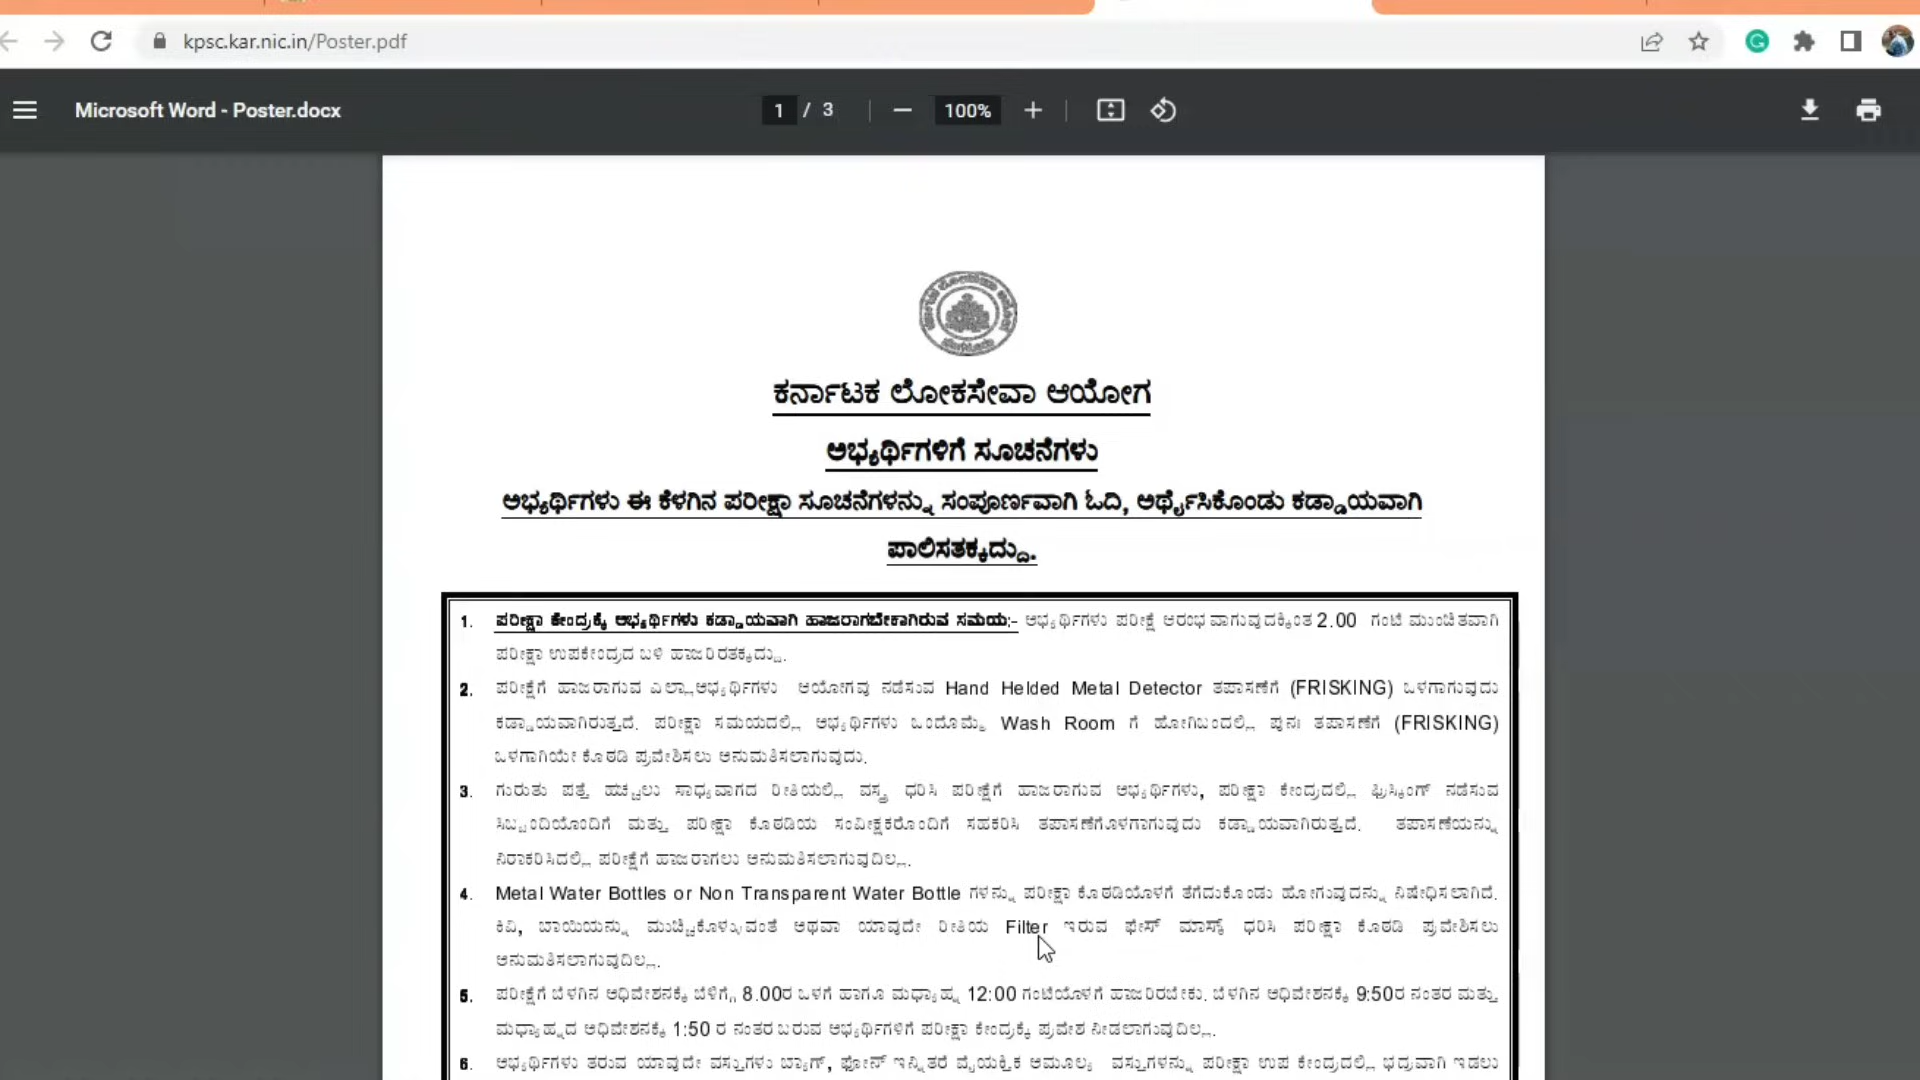 kpsc.kar.nic.in/Poster.pdf
Microsoft Word - Poster.docx
1 / 3
100%
ಕರ್ನಾಟಕ ಲೋಕಸೇವಾ ಆಯೋಗ
ಅಭ್ಯರ್ಥಿಗಳಿಗೆ ಸೂಚನೆಗಳು
ಅಭ್ಯರ್ಥಿಗಳು ಈ ಕೆಳಗಿನ ಪರೀಕ್ಷಾ ಸೂಚನೆಗಳನ್ನು ಸಂಪೂರ್ಣವಾಗಿ ಓದಿ, ಅರ್ಥೈಸಿಕೊಂಡು ಕಡ್ಡಾಯವಾಗಿ
ಪಾಲಿಸತಕ್ಕದ್ದು.
1. ಪರೀಕ್ಷಾ ಕೇಂದ್ರಕ್ಕೆ ಅಭ್ಯರ್ಥಿಗಳು ಕಡ್ಡಾಯವಾಗಿ ಹಾಜರಾಗಬೇಕಾಗಿರುವ ಸಮಯ:- ಅಭ್ಯರ್ಥಿಗಳು ಪರೀಕ್ಷೆ ಆರಂಭವಾಗುವುದಕ್ಕಿಂತ 2.00 ಗಂಟೆ ಮುಂಚಿತವಾಗಿ
ಪರೀಕ್ಷಾ ಉಪಕೇಂದ್ರದ ಬಳಿ ಹಾಜರಿರತಕ್ಕದ್ದು.
2. ಪರೀಕ್ಷೆಗೆ ಹಾಜರಾಗುವ ಎಲ್ಲಾ ಅಭ್ಯರ್ಥಿಗಳು ಆಯೋಗವು ನಡೆಸುವ Hand Helded Metal Detector ತಪಾಸಣೆಗೆ (FRISKING) ಒಳಗಾಗುವುದು
ಕಡ್ಡಾಯವಾಗಿರುತ್ತದೆ. ಪರೀಕ್ಷಾ ಸಮಯದಲ್ಲಿ ಅಭ್ಯರ್ಥಿಗಳು ಒಂದೊಮ್ಮೆ Wash Room ಗೆ ಹೋಗಿಬಂದಲ್ಲಿ ಪುನಃ ತಪಾಸಣೆಗೆ (FRISKING)
ಒಳಗಾಗಿಯೇ ಕೊಠಡಿ ಪ್ರವೇಶಿಸಲು ಅನುಮತಿಸಲಾಗುವುದು.
3. ಗುರುತು ಪತ್ತೆ ಹಚ್ಚಲು ಸಾಧ್ಯವಾಗದ ರೀತಿಯಲ್ಲಿ ವಸ್ತ್ರ ಧರಿಸಿ ಪರೀಕ್ಷೆಗೆ ಹಾಜರಾಗುವ ಅಭ್ಯರ್ಥಿಗಳು, ಪರೀಕ್ಷಾ ಕೇಂದ್ರದಲ್ಲಿ ಫ್ರಿಸ್ಕಿಂಗ್ ನಡೆಸುವ
ಸಿಬ್ಬಂದಿಯೊಂದಿಗೆ ಮತ್ತು ಪರೀಕ್ಷಾ ಕೊಠಡಿಯ ಸಂವೀಕ್ಷಕರೊಂದಿಗೆ ಸಹಕರಿಸಿ ತಪಾಸಣೆಗೊಳಗಾಗುವುದು ಕಡ್ಡಾಯವಾಗಿರುತ್ತದೆ. ತಪಾಸಣೆಯನ್ನು
ನಿರಾಕರಿಸಿದಲ್ಲಿ ಪರೀಕ್ಷೆಗೆ ಹಾಜರಾಗಲು ಅನುಮತಿಸಲಾಗುವುದಿಲ್ಲ.
4. Metal Water Bottles or Non Transparent Water Bottle ಗಳನ್ನು ಪರೀಕ್ಷಾ ಕೊಠಡಿಯೊಳಗೆ ತೆಗೆದುಕೊಂಡು ಹೋಗುವುದನ್ನು ನಿಷೇಧಿಸಲಾಗಿದೆ.
ಕಿವಿ, ಬಾಯಿಯನ್ನು ಮುಚ್ಚಿಕೊಳ್ಳುವಂತೆ ಅಥವಾ ಯಾವುದೇ ರೀತಿಯ Filter ಇರುವ ಫೇಸ್ ಮಾಸ್ಕ್ ಧರಿಸಿ ಪರೀಕ್ಷಾ ಕೊಠಡಿ ಪ್ರವೇಶಿಸಲು
ಅನುಮತಿಸಲಾಗುವುದಿಲ್ಲ.
5. ಪರೀಕ್ಷೆಗೆ ಬೆಳಗಿನ ಅಧಿವೇಶನಕ್ಕೆ ಬೆಳಿಗ್ಗೆ 8.00ರ ಒಳಗೆ ಹಾಗೂ ಮಧ್ಯಾಹ್ನ 12:00 ಗಂಟೆಯೊಳಗೆ ಹಾಜರಿರಬೇಕು. ಬೆಳಗಿನ ಅಧಿವೇಶನಕ್ಕೆ 9:50ರ ನಂತರ ಮತ್ತು
ಮಧ್ಯಾಹ್ನದ ಅಧಿವೇಶನಕ್ಕೆ 1:50 ರ ನಂತರ ಬರುವ ಅಭ್ಯರ್ಥಿಗಳಿಗೆ ಪರೀಕ್ಷಾ ಕೇಂದ್ರಕ್ಕೆ ಪ್ರವೇಶ ನೀಡಲಾಗುವುದಿಲ್ಲ.
6. ಅಭ್ಯರ್ಥಿಗಳು ತರುವ ಯಾವುದೇ ವಸ್ತುಗಳು ಬ್ಯಾಗ್, ಫೋನ್ ಇನ್ನಿತರೆ ವೈಯಕ್ತಿಕ ಅಮೂಲ್ಯ ವಸ್ತುಗಳನ್ನು ಪರೀಕ್ಷಾ ಉಪ ಕೇಂದ್ರದಲ್ಲಿ ಭದ್ರವಾಗಿ ಇಡಲು